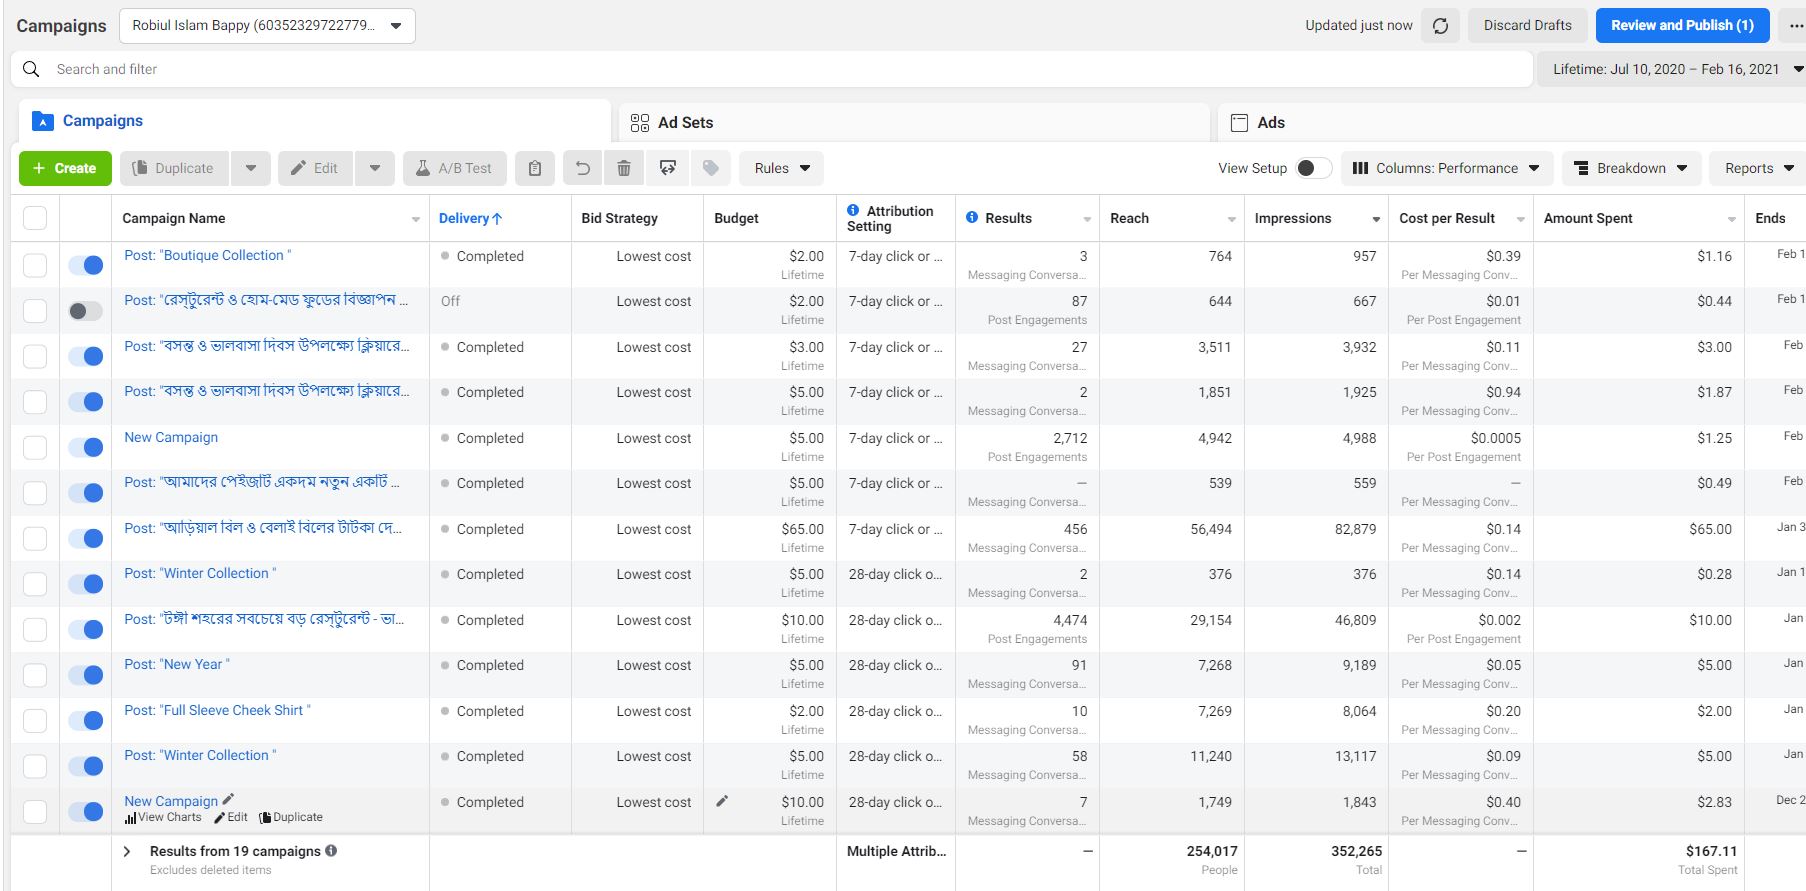 Campaigns
Robiul Islam Bappy (60352329722779...
Updated just now
Discard Drafts
Review and Publish (1)
Search and filter
Lifetime: Jul 10, 2020 – Feb 16, 2021
Campaigns
Ad Sets
Ads
+ Create
Duplicate
Edit
A/B Test
Rules
View Setup
Columns: Performance
Breakdown
Reports
Campaign Name Delivery↑ Bid Strategy Budget Attribution Setting Results Reach Impressions Cost per Result Amount Spent Ends
Post: "Boutique Collection " Completed Lowest cost $2.00 7-day click or ... 3 764 957 $0.39 $1.16 Feb 1
Lifetime Messaging Conversa... Per Messaging Conv...
Post: "রেস্টুরেন্ট ও হোম-মেড ফুডের বিজ্ঞাপন ... Off $2.00 7-day click or ... 87 644 667 $0.01 $0.44 Feb 1
Lifetime Post Engagements Per Post Engagement
Post: "বসন্ত ও ভালবাসা দিবস উপলক্ষ্যে ক্লিয়ারে... Completed Lowest cost $3.00 7-day click or ... 27 3,511 3,932 $0.11 $3.00 Feb
Lifetime Messaging Conversa... Per Messaging Conv...
Post: "বসন্ত ও ভালবাসা দিবস উপলক্ষ্যে ক্লিয়ারে... Completed Lowest cost $5.00 7-day click or ... 2 1,851 1,925 $0.94 $1.87 Feb
Lifetime Messaging Conversa... Per Messaging Conv...
New Campaign Completed Lowest cost $5.00 7-day click or ... 2,712 4,942 4,988 $0.0005 $1.25 Feb
Lifetime Post Engagements Per Post Engagement
Post: "আমাদের পেইজটি একদম নতুন একটি ... Completed Lowest cost $5.00 7-day click or ... — 539 559 — $0.49 Feb
Lifetime Messaging Conversa... Per Messaging Conv...
Post: "আড়িয়াল বিল ও বেলাই বিলের টাটকা দে... Completed Lowest cost $65.00 7-day click or ... 456 56,494 82,879 $0.14 $65.00 Jan 3
Lifetime Messaging Conversa... Per Messaging Conv...
Post: "Winter Collection " Completed Lowest cost $5.00 28-day click o... 2 376 376 $0.14 $0.28 Jan 1
Lifetime Messaging Conversa... Per Messaging Conv...
Post: "টঙ্গী শহরের সবচেয়ে বড় রেস্টুরেন্ট - ভা... Completed Lowest cost $10.00 28-day click o... 4,474 29,154 46,809 $0.002 $10.00 Jan
Lifetime Post Engagements Per Post Engagement
Post: "New Year " Completed Lowest cost $5.00 28-day click o... 91 7,268 9,189 $0.05 $5.00 Jan
Lifetime Messaging Conversa... Per Messaging Conv...
Post: "Full Sleeve Cheek Shirt " Completed Lowest cost $2.00 28-day click o... 10 7,269 8,064 $0.20 $2.00 Jan
Lifetime Messaging Conversa... Per Messaging Conv...
Post: "Winter Collection " Completed Lowest cost $5.00 28-day click o... 58 11,240 13,117 $0.09 $5.00 Jan
Lifetime Messaging Conversa... Per Messaging Conv...
New Campaign Completed Lowest cost $10.00 28-day click o... 7 1,749 1,843 $0.40 $2.83 Dec 2
View Charts Edit Duplicate Lifetime Messaging Conversa... Per Messaging Conv...
Results from 19 campaigns Multiple Attrib... — 254,017 352,265 — $167.11
Excludes deleted items People Total Total Spent